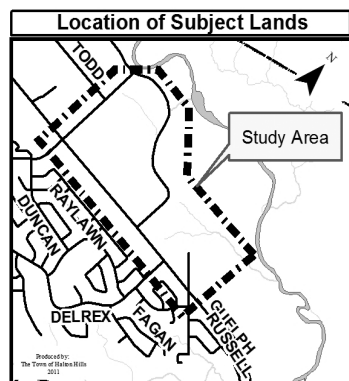 Location of Subject Lands
TODD
N
Study Area
RAYLAWN
DUNCAN
DELREX
FAGAN
GUELPH
RUSSELL
Produced by:
The Town of Halton Hills
2011